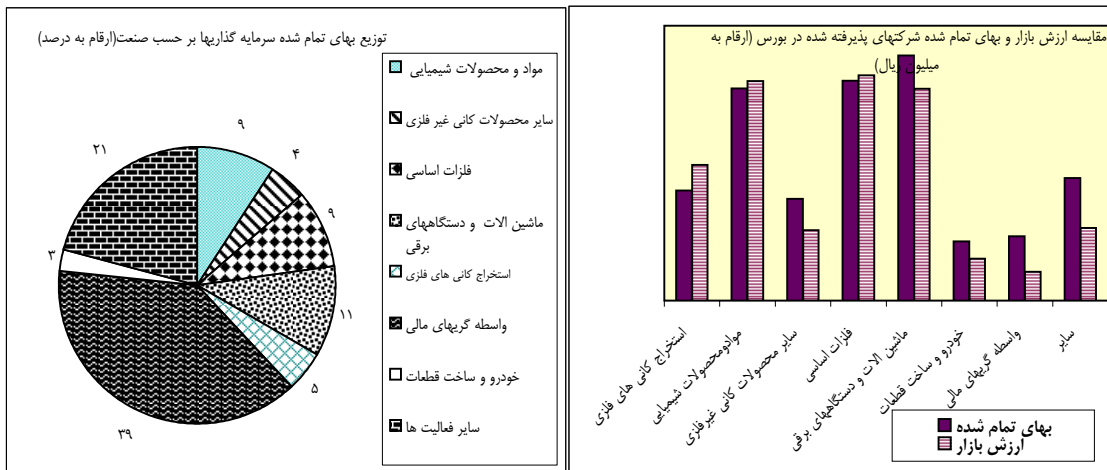 توزیع بهای تمام شده سرمایه گذاریها بر حسب صنعت(ارقام به درصد)
مواد و محصولات شیمیایی
سایر محصولات کانی غیر فلزی
فلزات اساسی
ماشین الات و دستگاههای
برقی
استخراج کانی های فلزی
واسطه گریهای مالی
خودرو و ساخت قطعات
سایر فعالیت ها
۹
۴
۹
۱۱
۵
۳۹
۳
۲۱
مقایسه ارزش بازار و بهای تمام شده شرکتهای پذیرفته شده در بورس (ارقام به
میلیون ریال)
استخراج کانی های فلزی
موادومحصولات شیمیایی
سایر محصولات کانی غیرفلزی
فلزات اساسی
ماشین الات و دستگاههای برقی
خودرو و ساخت قطعات
واسطه گریهای مالی
سایر
بهای تمام شده
ارزش بازار